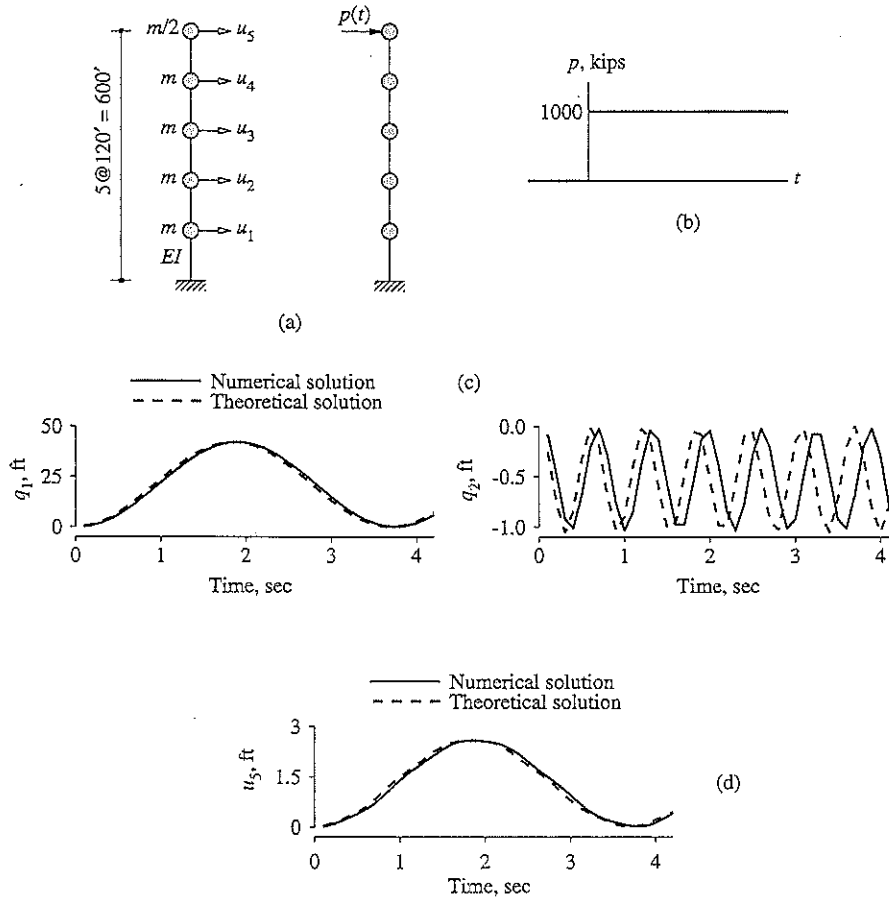 m/2 u5 p(t)
m u4
m u3
m u2
m u1
EI
5@120′ = 600′
(a)
p, kips
1000
t
(b)
Numerical solution
Theoretical solution
(c)
50
25
0
q1, ft
0 1 2 3 4
Time, sec
0.0
-0.5
-1.0
q2, ft
0 1 2 3 4
Time, sec
Numerical solution
Theoretical solution
3
1.5
0
u5, ft
(d)
0 1 2 3 4
Time, sec